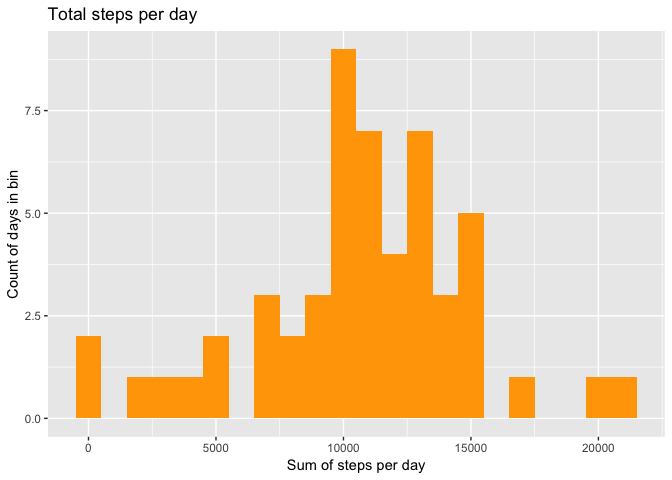 Total steps per day
7.5
5.0
2.5
0.0
Count of days in bin
0 5000 10000 15000 20000
Sum of steps per day